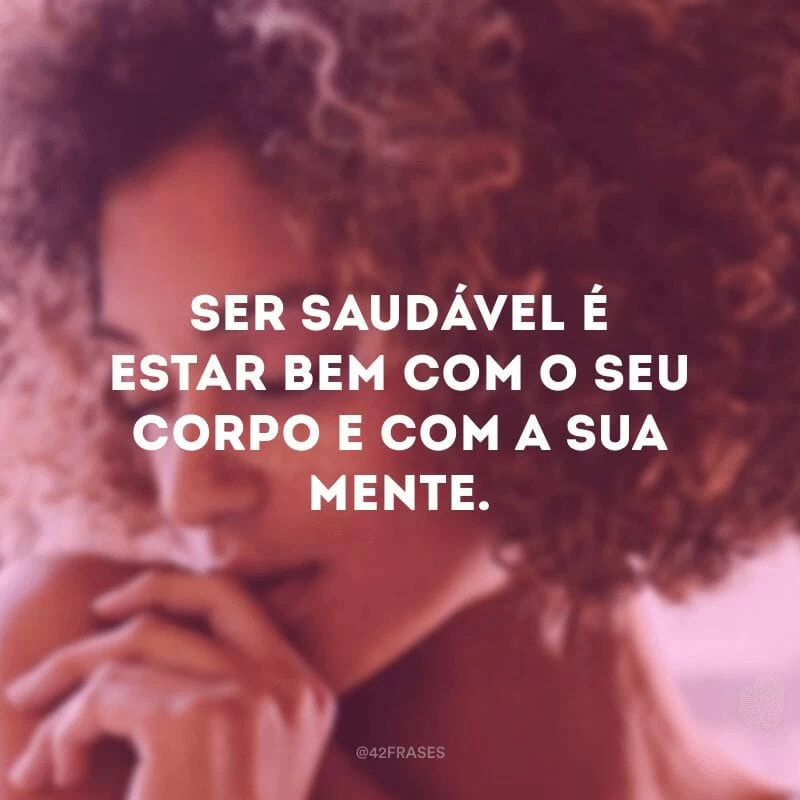 SER SAUDÁVEL É
ESTAR BEM COM O SEU
CORPO E COM A SUA
MENTE.
@42FRASES